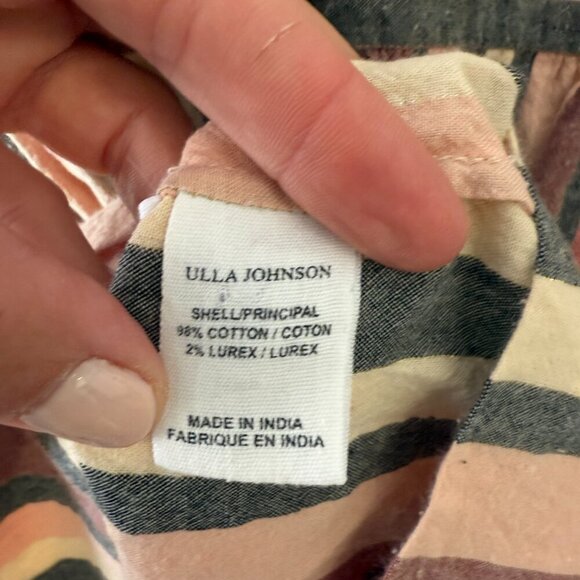 ULLA JOHNSON
SHELL/PRINCIPAL
98% COTTON / COTON
2% LUREX / LUREX
MADE IN INDIA
FABRIQUE EN INDIA